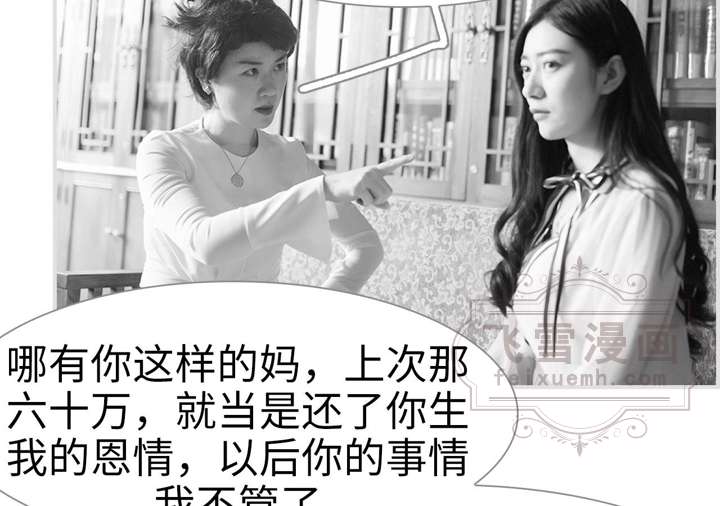 飞雪漫画
feixuemh.com
哪有你这样的妈，上次那
六十万，就当是还了你生
我的恩情，以后你的事情
我不管了